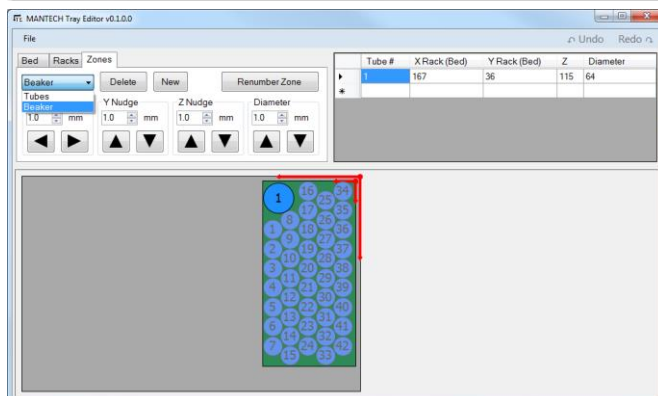 MANTECH Tray Editor v0.1.0.0
File
Undo Redo
Bed Racks Zones
Beaker Delete New Renumber Zone
Tubes
Beaker
Y Nudge Z Nudge Diameter
1.0 mm 1.0 mm 1.0 mm 1.0 mm
Tube # X Rack (Bed) Y Rack (Bed) Z Diameter
1 167 36 115 64
*
1 16 34
25
17 35
8 26
1 18 36
9 27
2 19 37
10 28
3 20 38
11 29
4 21 39
12 30
5 22 40
13 31
6 23 41
14 32
7 24 42
15 33